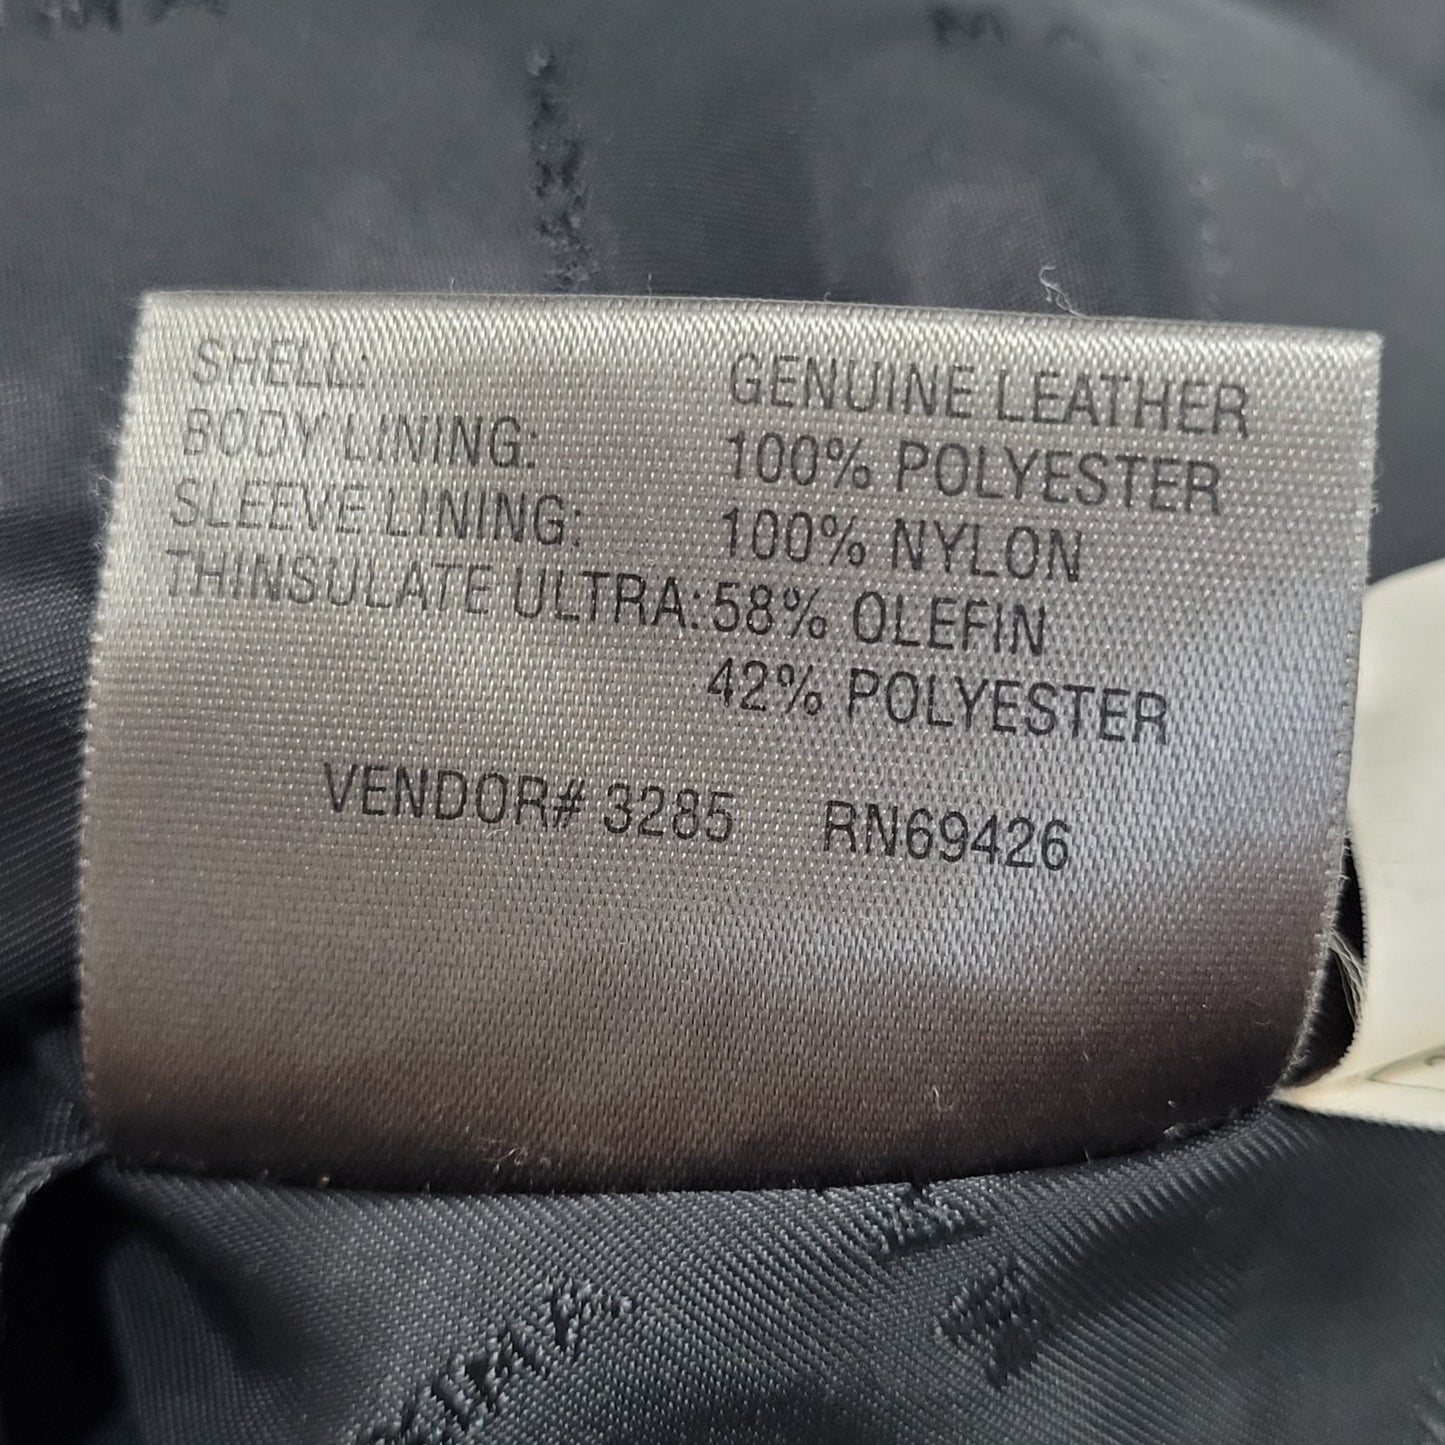 SHELL: GENUINE LEATHER
BODY LINING: 100% POLYESTER
SLEEVE LINING: 100% NYLON
THINSULATE ULTRA: 58% OLEFIN
42% POLYESTER
VENDOR# 3285 RN69426